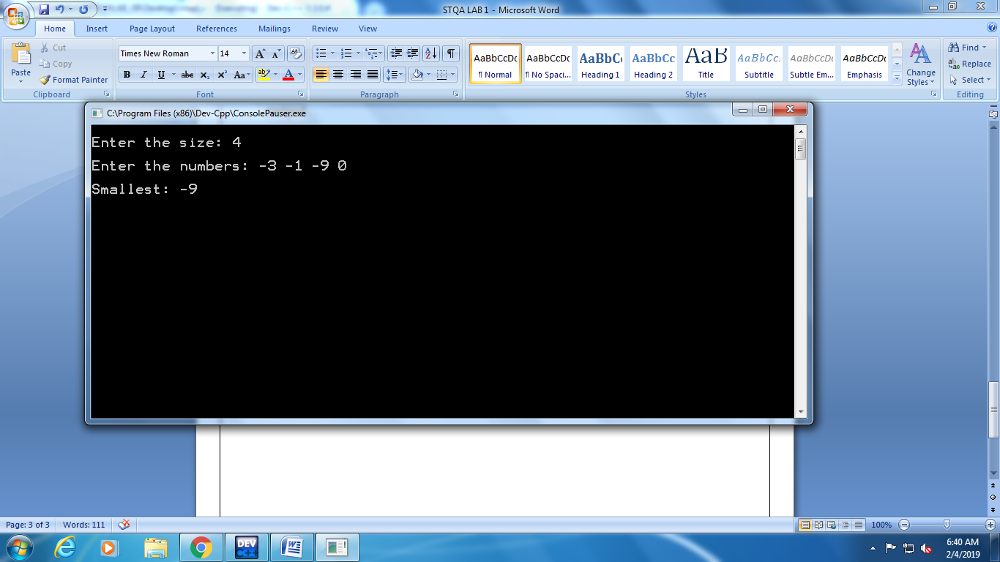 STQA LAB 1 - Microsoft Word
Home Insert Page Layout References Mailings Review View
Paste
Cut
Copy
Format Painter
Clipboard
Times New Roman 14
Font
Paragraph
AaBbCcDc AaBbCcDc AaBbCc AaBbCc AaB AaBbCc. AaBbCcDc AaBbCcDc
¶ Normal ¶ No Spaci... Heading 1 Heading 2 Title Subtitle Subtle Em... Emphasis
Change Styles
Styles
Find
Replace
Select
Editing
C:\Program Files (x86)\Dev-Cpp\ConsolePauser.exe
Enter the size: 4
Enter the numbers: -3 -1 -9 0
Smallest: -9
Page: 3 of 3 Words: 111 100%
DEV C++
6:40 AM
2/4/2019